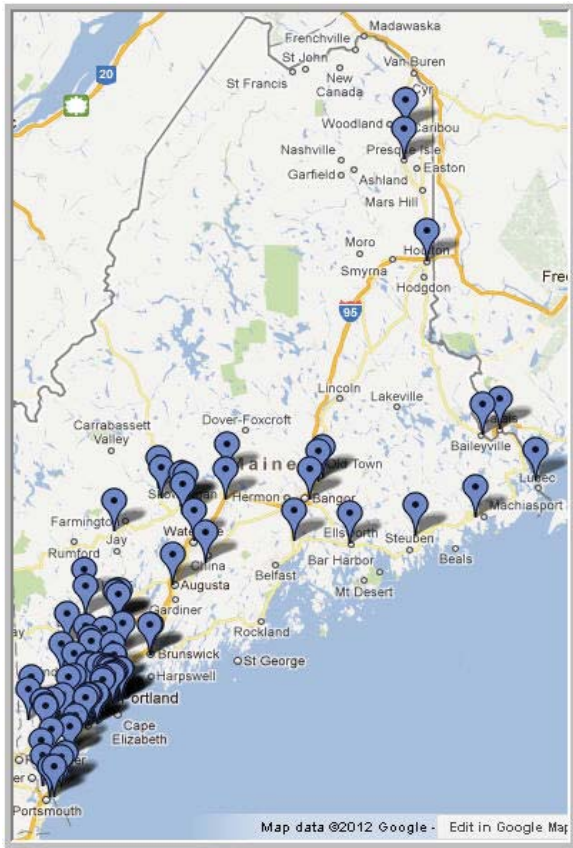 Madawaska
Frenchville
St John
Van Buren
20
St Francis
New
Canada
Cyr
Woodland
Caribou
Nashville
Presque Isle
Garfield
Easton
Ashland
Mars Hill
Moro
Houlton
Smyrna
Hodgdon
95
Lincoln
Lakeville
Dover-Foxcroft
Carrabassett
Valley
Baileyville
Maine
Old Town
Lubec
Hermon
Bangor
Machiasport
Farmington
Ellsworth
Rumford
Jay
Steuben
China
Bar Harbor
Beals
Belfast
Augusta
Mt Desert
Gardiner
Rockland
Brunswick
St George
Harpswell
Portland
Cape
Elizabeth
Portsmouth
Map data ©2012 Google -
Edit in Google Map